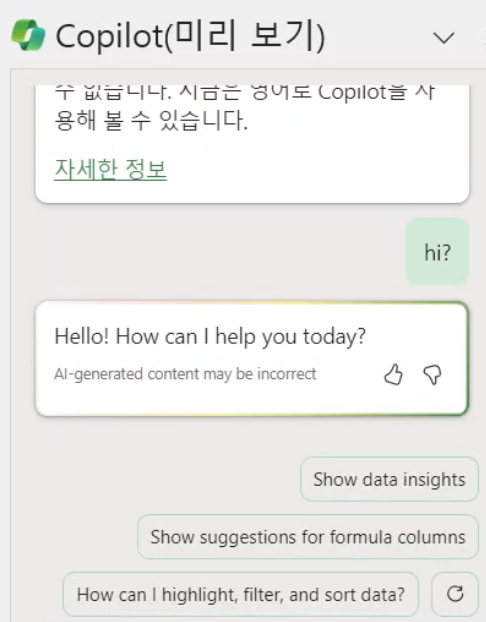 Copilot(미리 보기)
수 없습니다. 지금은 영어로 Copilot을 사
용해 볼 수 있습니다.
자세한 정보
hi?
Hello! How can I help you today?
AI-generated content may be incorrect
Show data insights
Show suggestions for formula columns
How can I highlight, filter, and sort data?